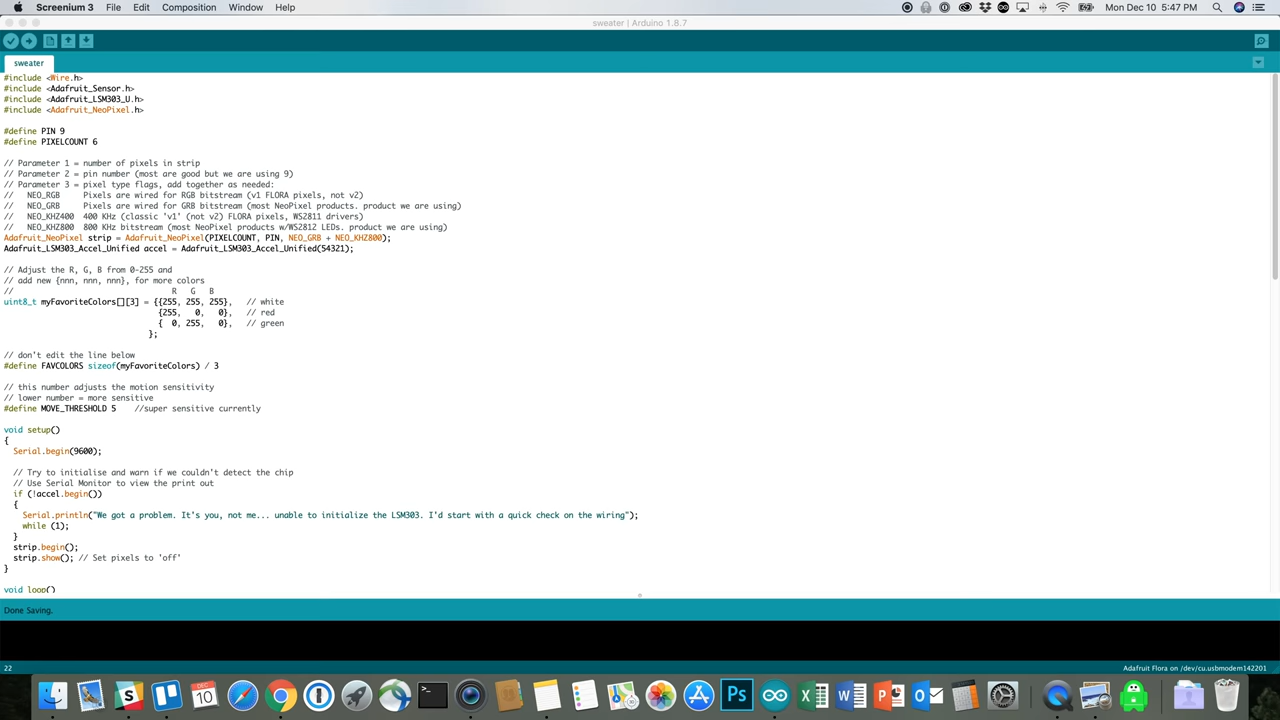 Screenium 3 File Edit Composition Window Help Mon Dec 10 5:47 PM
sweater | Arduino 1.8.7
sweater
#include <Wire.h>
#include <Adafruit_Sensor.h>
#include <Adafruit_LSM303_U.h>
#include <Adafruit_NeoPixel.h>
#define PIN 9
#define PIXELCOUNT 6
// Parameter 1 = number of pixels in strip
// Parameter 2 = pin number (most are good but we are using 9)
// Parameter 3 = pixel type flags, add together as needed:
// NEO_RGB Pixels are wired for RGB bitstream (v1 FLORA pixels, not v2)
// NEO_GRB Pixels are wired for GRB bitstream (most NeoPixel products. product we are using)
// NEO_KHZ400 400 KHz (classic 'v1' (not v2) FLORA pixels, WS2811 drivers)
// NEO_KHZ800 800 KHz bitstream (most NeoPixel products w/WS2812 LEDs. product we are using)
Adafruit_NeoPixel strip = Adafruit_NeoPixel(PIXELCOUNT, PIN, NEO_GRB + NEO_KHZ800);
Adafruit_LSM303_Accel_Unified accel = Adafruit_LSM303_Accel_Unified(54321);
// Adjust the R, G, B from 0-255 and
// add new {nnn, nnn, nnn}, for more colors
// R G B
uint8_t myFavoriteColors[][3] = {{255, 255, 255}, // white
{255, 0, 0}, // red
{ 0, 255, 0}, // green
};
// don't edit the line below
#define FAVCOLORS sizeof(myFavoriteColors) / 3
// this number adjusts the motion sensitivity
// lower number = more sensitive
#define MOVE_THRESHOLD 5 //super sensitive currently
void setup()
{
Serial.begin(9600);
// Try to initialise and warn if we couldn't detect the chip
// Use Serial Monitor to view the print out
if (!accel.begin())
{
Serial.println("We got a problem. It's you, not me... unable to initialize the LSM303. I'd start with a quick check on the wiring");
while (1);
}
strip.begin();
strip.show(); // Set pixels to 'off'
}
void loop()
Done Saving.
22 Adafruit Flora on /dev/cu.usbmodem142201
DEC
10
Ps